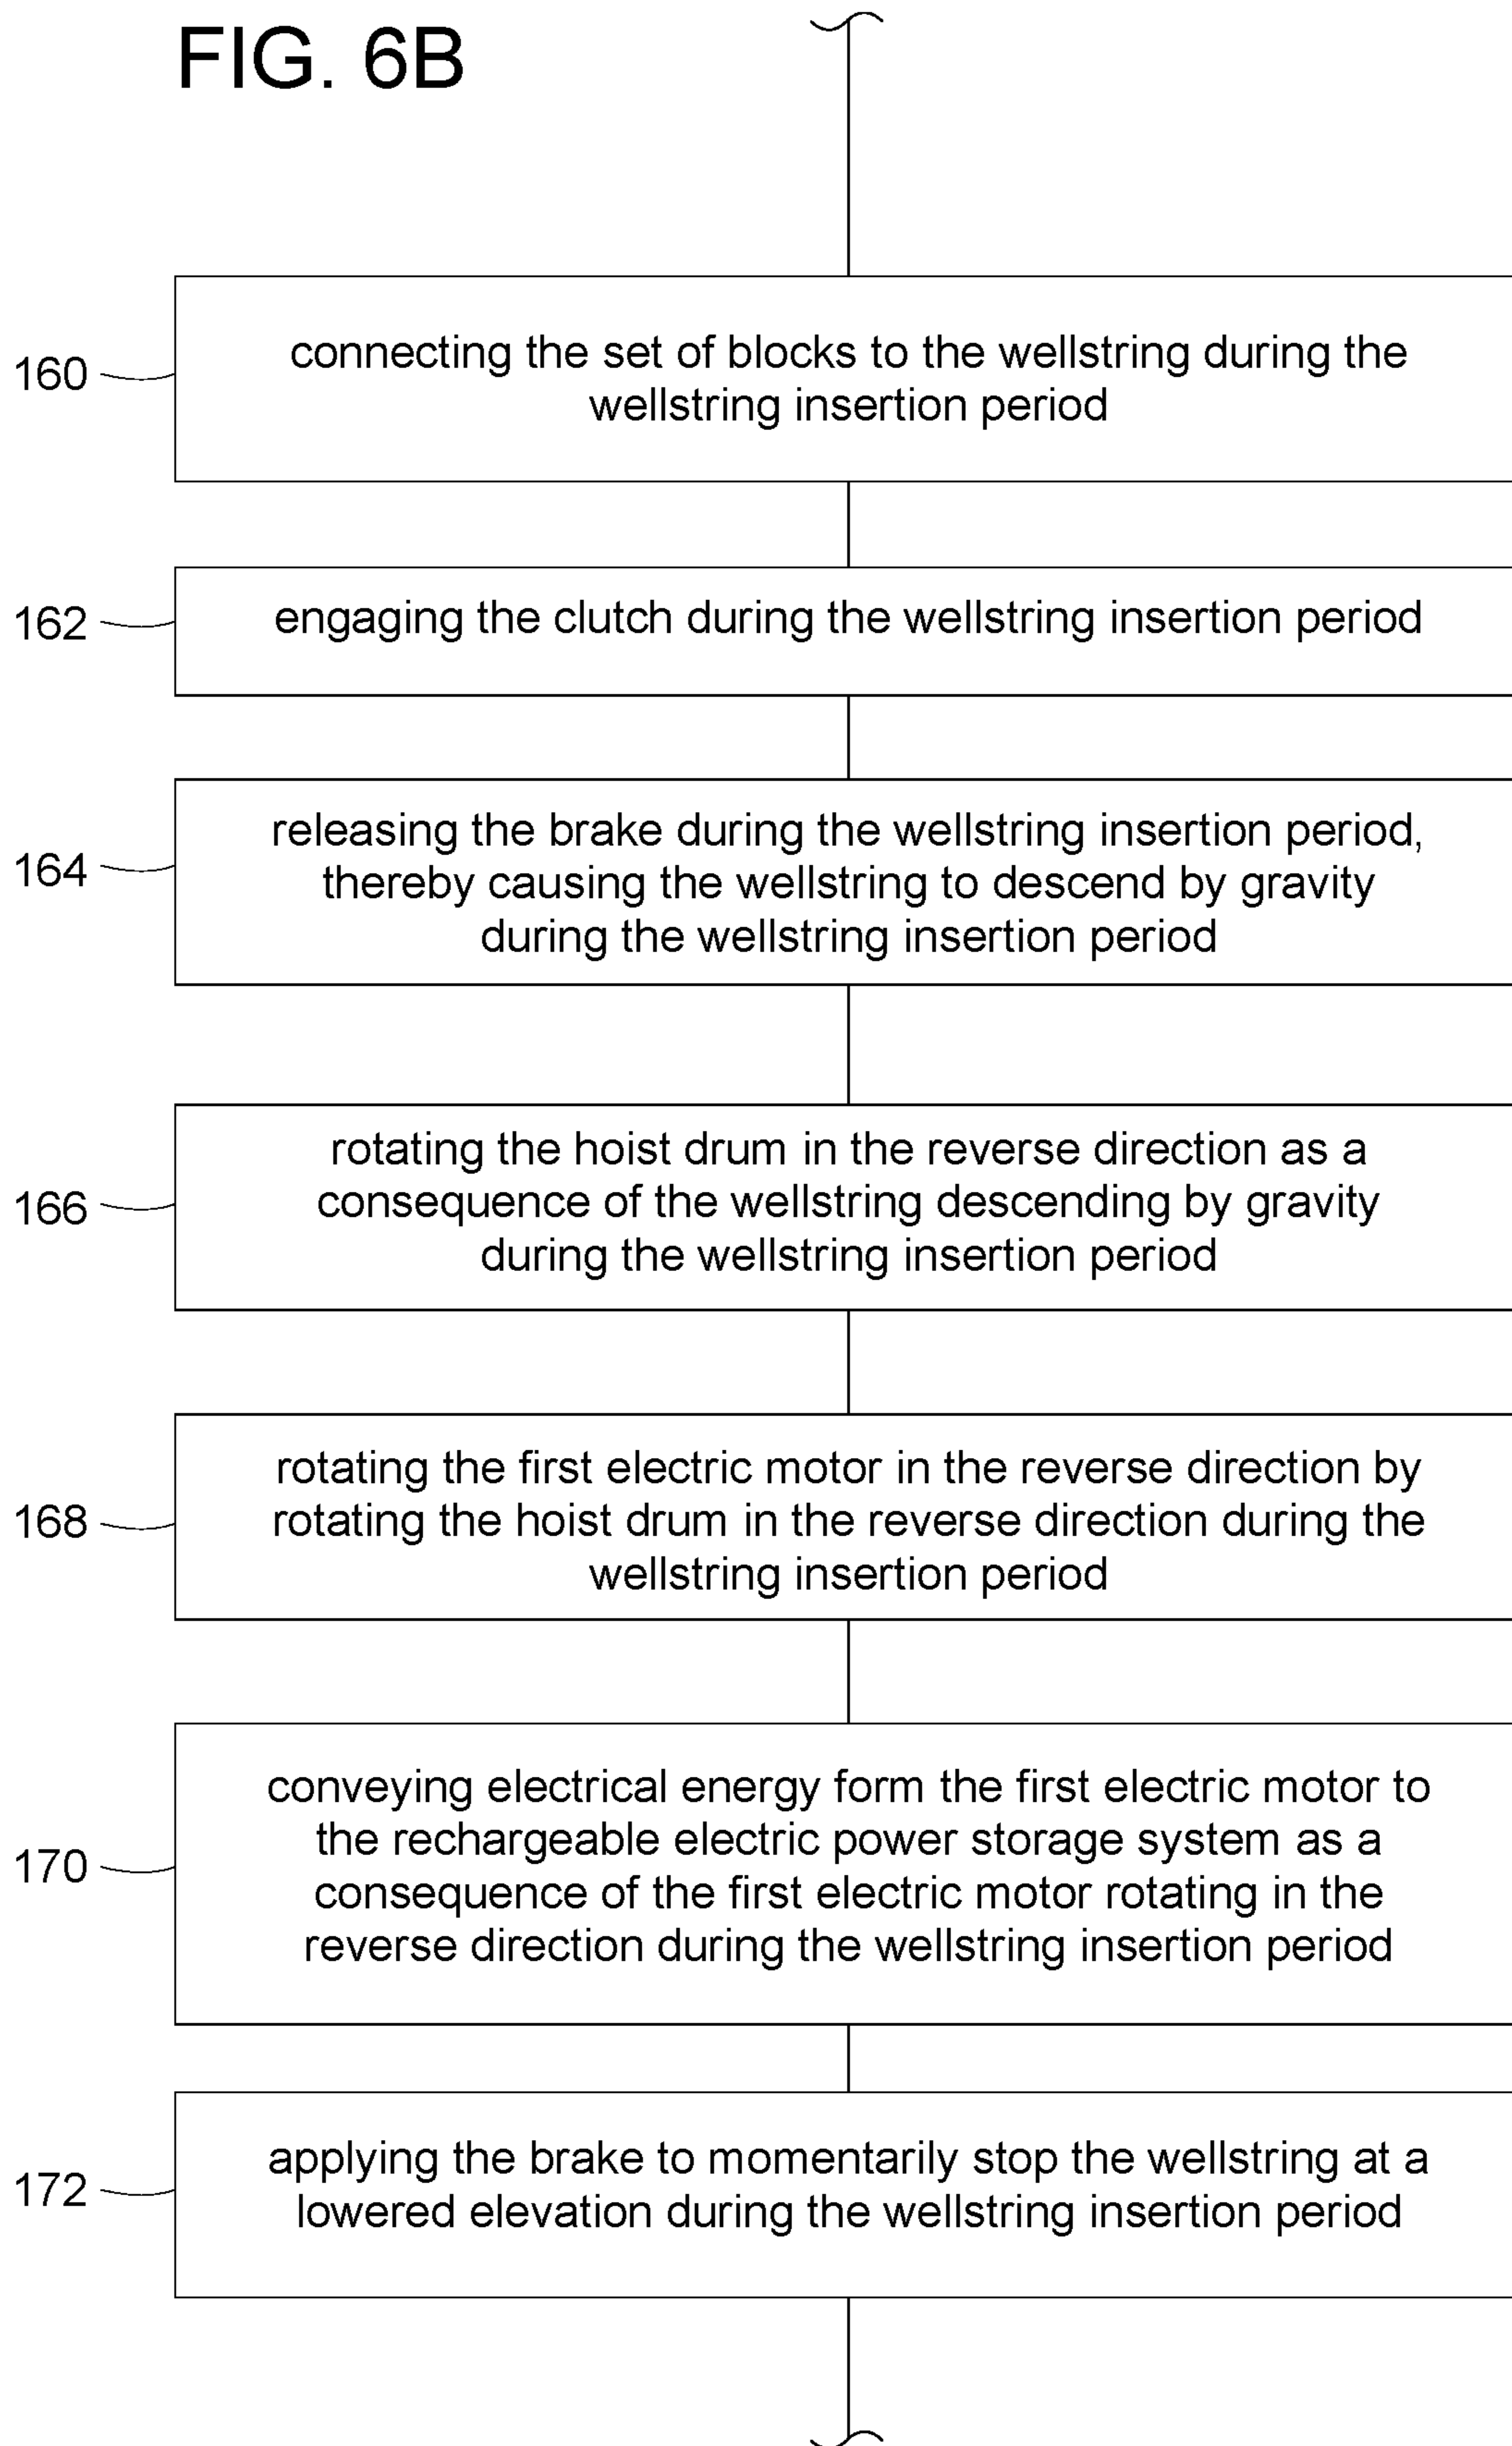 FIG. 6B
160
connecting the set of blocks to the wellstring during the
wellstring insertion period
162
engaging the clutch during the wellstring insertion period
164
releasing the brake during the wellstring insertion period,
thereby causing the wellstring to descend by gravity
during the wellstring insertion period
166
rotating the hoist drum in the reverse direction as a
consequence of the wellstring descending by gravity
during the wellstring insertion period
168
rotating the first electric motor in the reverse direction by
rotating the hoist drum in the reverse direction during the
wellstring insertion period
170
conveying electrical energy form the first electric motor to
the rechargeable electric power storage system as a
consequence of the first electric motor rotating in the
reverse direction during the wellstring insertion period
172
applying the brake to momentarily stop the wellstring at a
lowered elevation during the wellstring insertion period